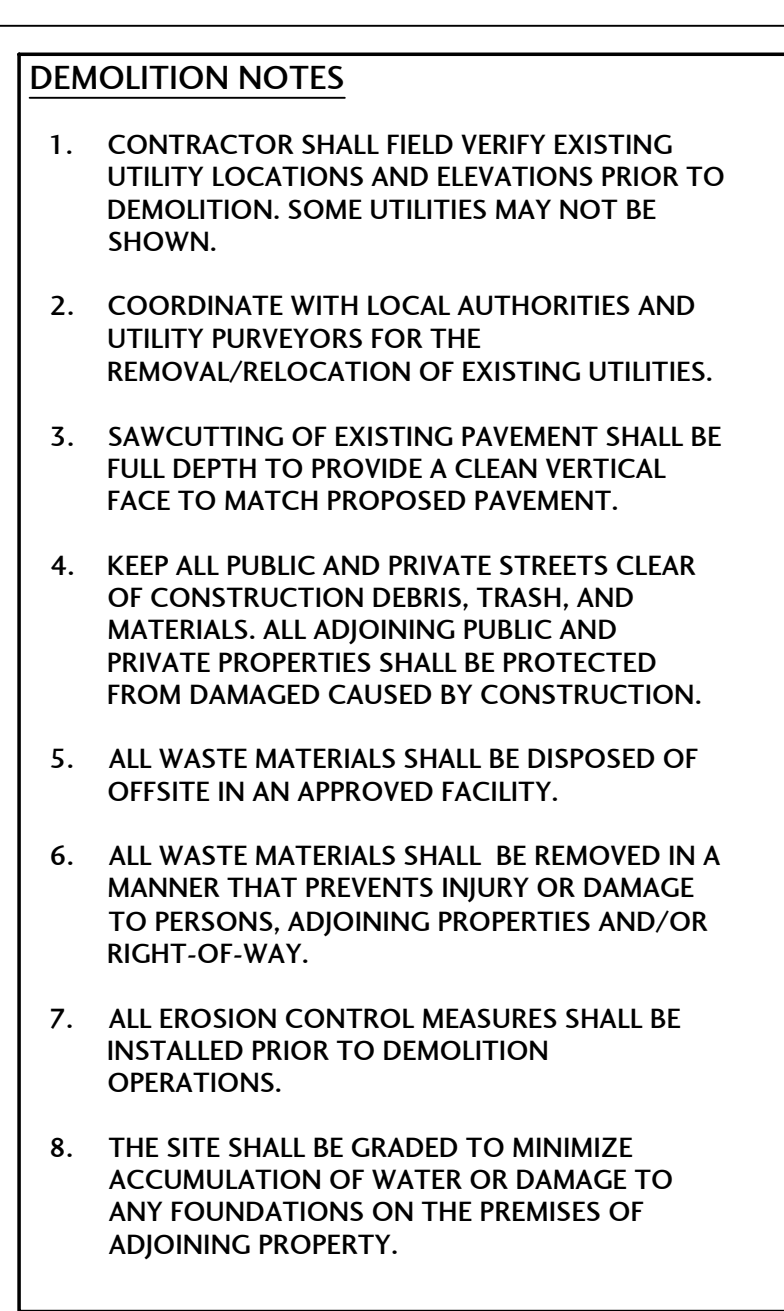 DEMOLITION NOTES
1. CONTRACTOR SHALL FIELD VERIFY EXISTING
UTILITY LOCATIONS AND ELEVATIONS PRIOR TO
DEMOLITION. SOME UTILITIES MAY NOT BE
SHOWN.
2. COORDINATE WITH LOCAL AUTHORITIES AND
UTILITY PURVEYORS FOR THE
REMOVAL/RELOCATION OF EXISTING UTILITIES.
3. SAWCUTTING OF EXISTING PAVEMENT SHALL BE
FULL DEPTH TO PROVIDE A CLEAN VERTICAL
FACE TO MATCH PROPOSED PAVEMENT.
4. KEEP ALL PUBLIC AND PRIVATE STREETS CLEAR
OF CONSTRUCTION DEBRIS, TRASH, AND
MATERIALS. ALL ADJOINING PUBLIC AND
PRIVATE PROPERTIES SHALL BE PROTECTED
FROM DAMAGED CAUSED BY CONSTRUCTION.
5. ALL WASTE MATERIALS SHALL BE DISPOSED OF
OFFSITE IN AN APPROVED FACILITY.
6. ALL WASTE MATERIALS SHALL BE REMOVED IN A
MANNER THAT PREVENTS INJURY OR DAMAGE
TO PERSONS, ADJOINING PROPERTIES AND/OR
RIGHT-OF-WAY.
7. ALL EROSION CONTROL MEASURES SHALL BE
INSTALLED PRIOR TO DEMOLITION
OPERATIONS.
8. THE SITE SHALL BE GRADED TO MINIMIZE
ACCUMULATION OF WATER OR DAMAGE TO
ANY FOUNDATIONS ON THE PREMISES OF
ADJOINING PROPERTY.